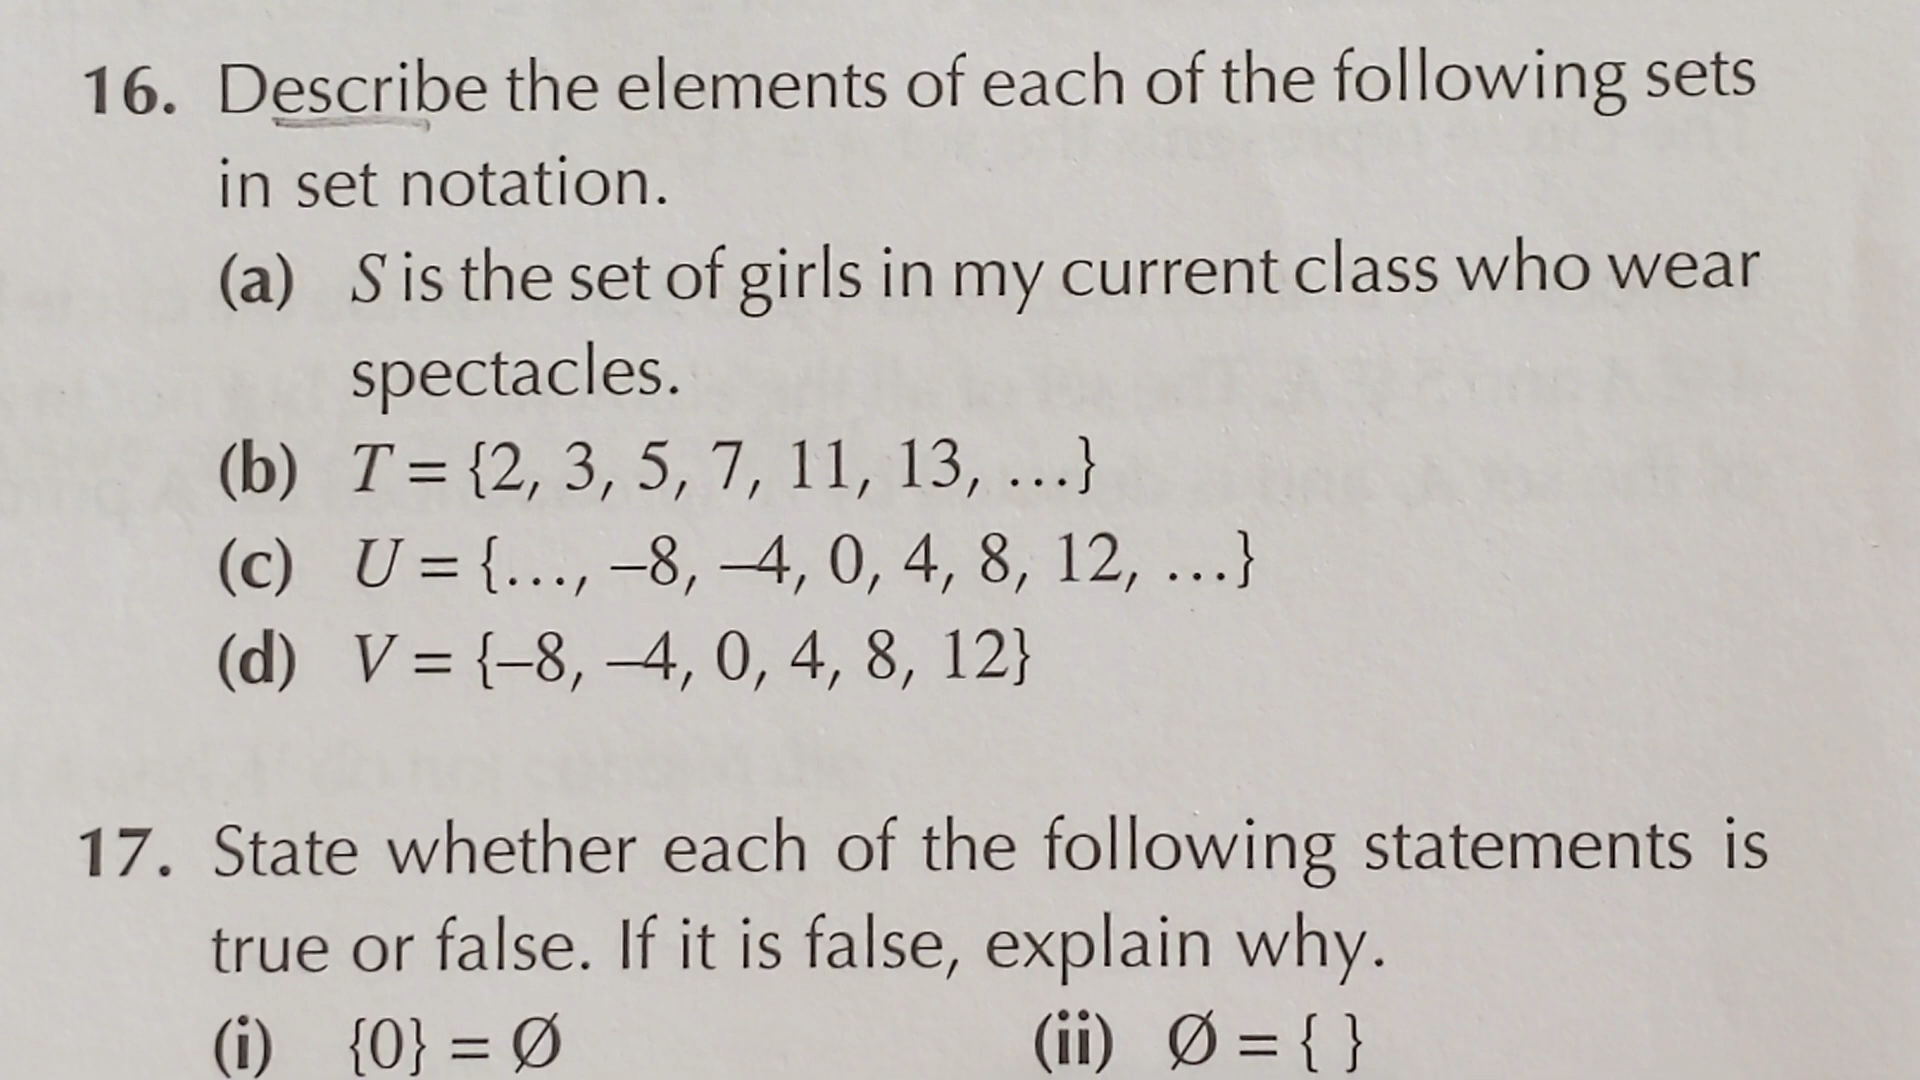 16. Describe the elements of each of the following sets
in set notation.
(a) S is the set of girls in my current class who wear
spectacles.
(b) T = {2, 3, 5, 7, 11, 13, ...}
(c) U = {..., –8, –4, 0, 4, 8, 12, ...}
(d) V = {–8, –4, 0, 4, 8, 12}
17. State whether each of the following statements is
true or false. If it is false, explain why.
(i) {0} = Ø (ii) Ø = { }